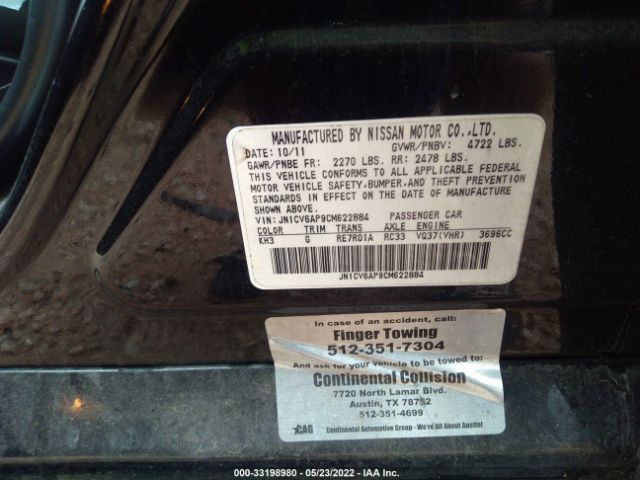 MANUFACTURED BY NISSAN MOTOR CO.,LTD.
DATE: 10/11 GVWR/PNBV: 4722 LBS.
GAWR/PNBE FR: 2270 LBS. RR: 2478 LBS.
THIS VEHICLE CONFORMS TO ALL APPLICABLE FEDERAL
MOTOR VEHICLE SAFETY,BUMPER,AND THEFT PREVENTION
STANDARDS IN EFFECT ON THE DATE OF MANUFACTURE
SHOWN ABOVE.
VIN: JN1CV6AP9CM622884 PASSENGER CAR
COLOR TRIM TRANS AXLE ENGINE
KH3 G RE7R01A RC33 VQ37(VHR) 3696CC
JN1CV6AP9CM622884
In case of an accident, call:
Finger Towing
512-351-7304
And ask for your vehicle to be towed to:
Continental Collision
7720 North Lamar Blvd.
Austin, TX 78752
512-351-4699
CAG Continental Automotive Group - We're All About Austin!
000-33198980 - 05/23/2022 - IAA Inc.